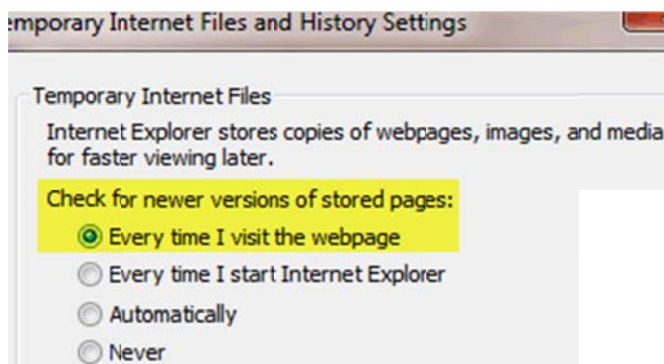 emporary Internet Files and History Settings
Temporary Internet Files
Internet Explorer stores copies of webpages, images, and media
for faster viewing later.
Check for newer versions of stored pages:
Every time I visit the webpage
Every time I start Internet Explorer
Automatically
Never